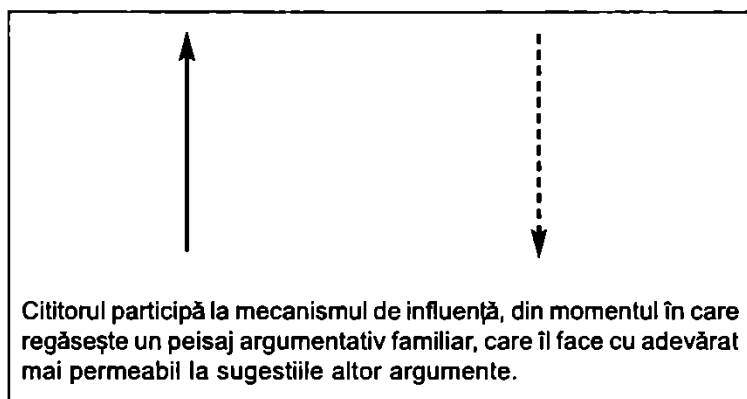 Cititorul participă la mecanismul de influență, din momentul în care
regăsește un peisaj argumentativ familiar, care îl face cu adevărat
mai permeabil la sugestiile altor argumente.